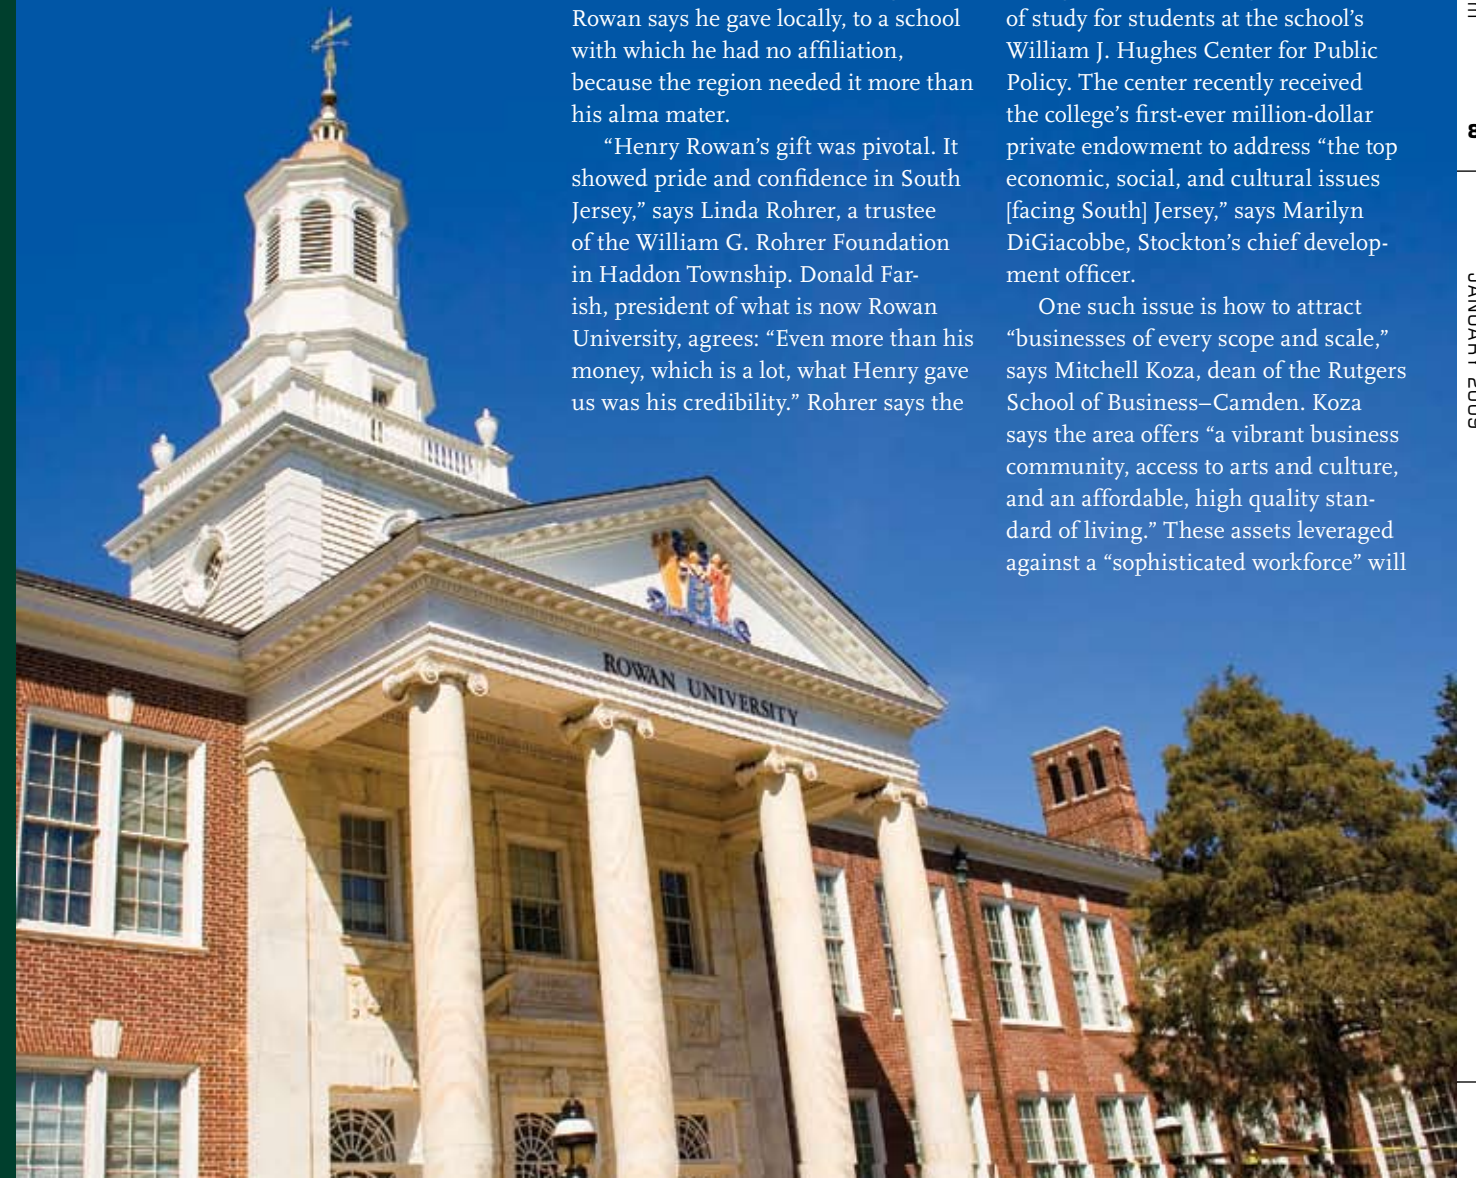 Rowan says he gave locally, to a school
with which he had no affiliation,
because the region needed it more than
his alma mater.
“Henry Rowan’s gift was pivotal. It
showed pride and confidence in South
Jersey,” says Linda Rohrer, a trustee
of the William G. Rohrer Foundation
in Haddon Township. Donald Far-
ish, president of what is now Rowan
University, agrees: “Even more than his
money, which is a lot, what Henry gave
us was his credibility.” Rohrer says the
of study for students at the school’s
William J. Hughes Center for Public
Policy. The center recently received
the college’s first-ever million-dollar
private endowment to address “the top
economic, social, and cultural issues
[facing South] Jersey,” says Marilyn
DiGiacobbe, Stockton’s chief develop-
ment officer.
One such issue is how to attract
“businesses of every scope and scale,”
says Mitchell Koza, dean of the Rutgers
School of Business–Camden. Koza
says the area offers “a vibrant business
community, access to arts and culture,
and an affordable, high quality stan-
dard of living.” These assets leveraged
against a “sophisticated workforce” will
ROWAN UNIVERSITY
JANUARY 2009